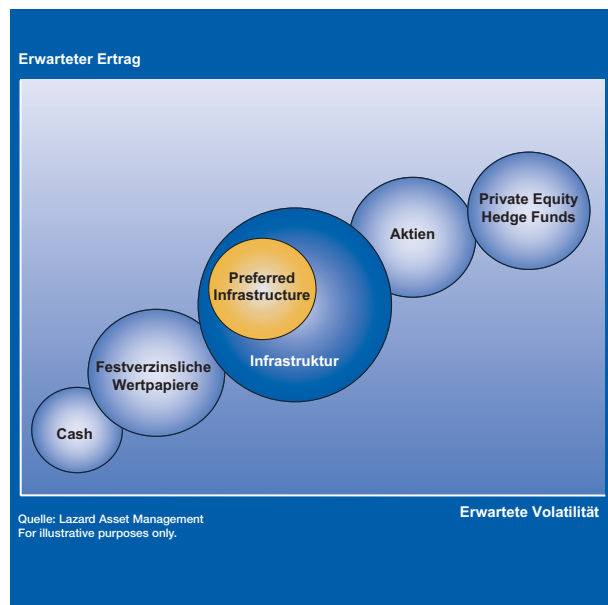 Erwarteter Ertrag
Private Equity
Hedge Funds
Aktien
Preferred
Infrastructure
Infrastruktur
Festverzinsliche
Wertpapiere
Cash
Erwartete Volatilität
Quelle: Lazard Asset Management
For illustrative purposes only.